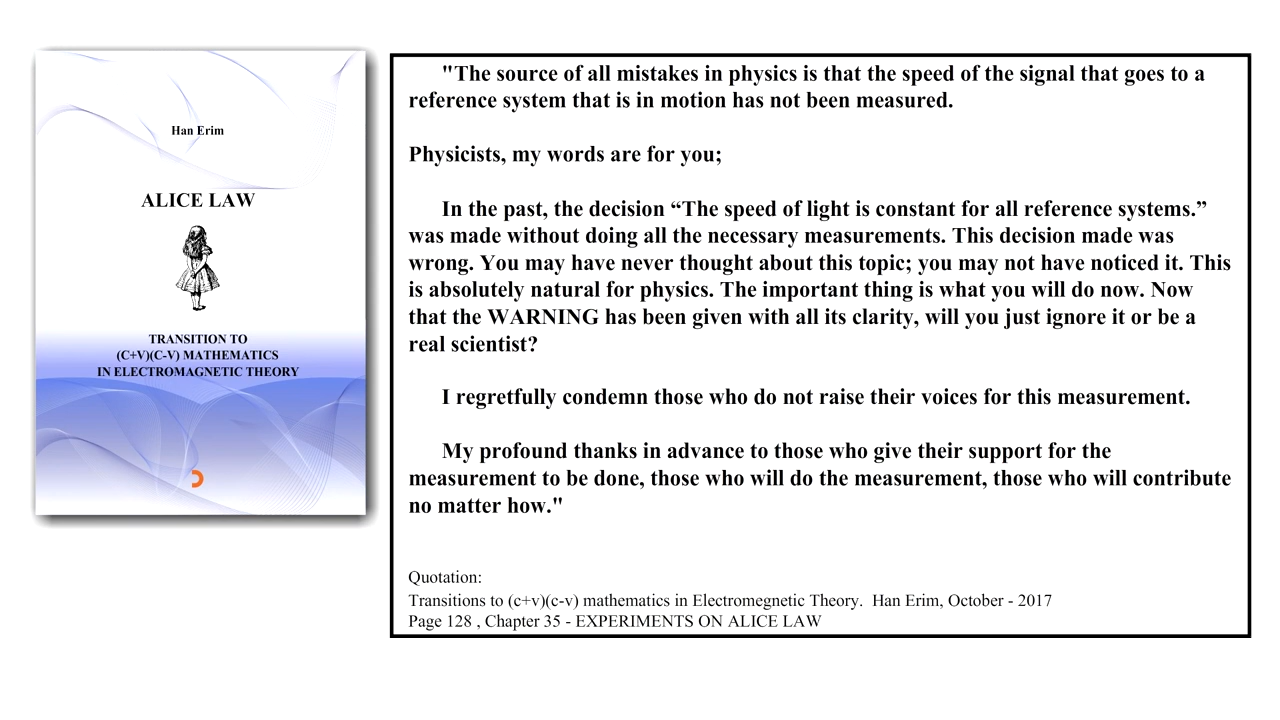 Han Erim
ALICE LAW
TRANSITION TO
(C+V)(C-V) MATHEMATICS
IN ELECTROMAGNETIC THEORY
"The source of all mistakes in physics is that the speed of the signal that goes to a
reference system that is in motion has not been measured.
Physicists, my words are for you;
In the past, the decision “The speed of light is constant for all reference systems.”
was made without doing all the necessary measurements. This decision made was
wrong. You may have never thought about this topic; you may not have noticed it. This
is absolutely natural for physics. The important thing is what you will do now. Now
that the WARNING has been given with all its clarity, will you just ignore it or be a
real scientist?
I regretfully condemn those who do not raise their voices for this measurement.
My profound thanks in advance to those who give their support for the
measurement to be done, those who will do the measurement, those who will contribute
no matter how."
Quotation:
Transitions to (c+v)(c-v) mathematics in Electromegnetic Theory.  Han Erim, October - 2017
Page 128 , Chapter 35 - EXPERIMENTS ON ALICE LAW